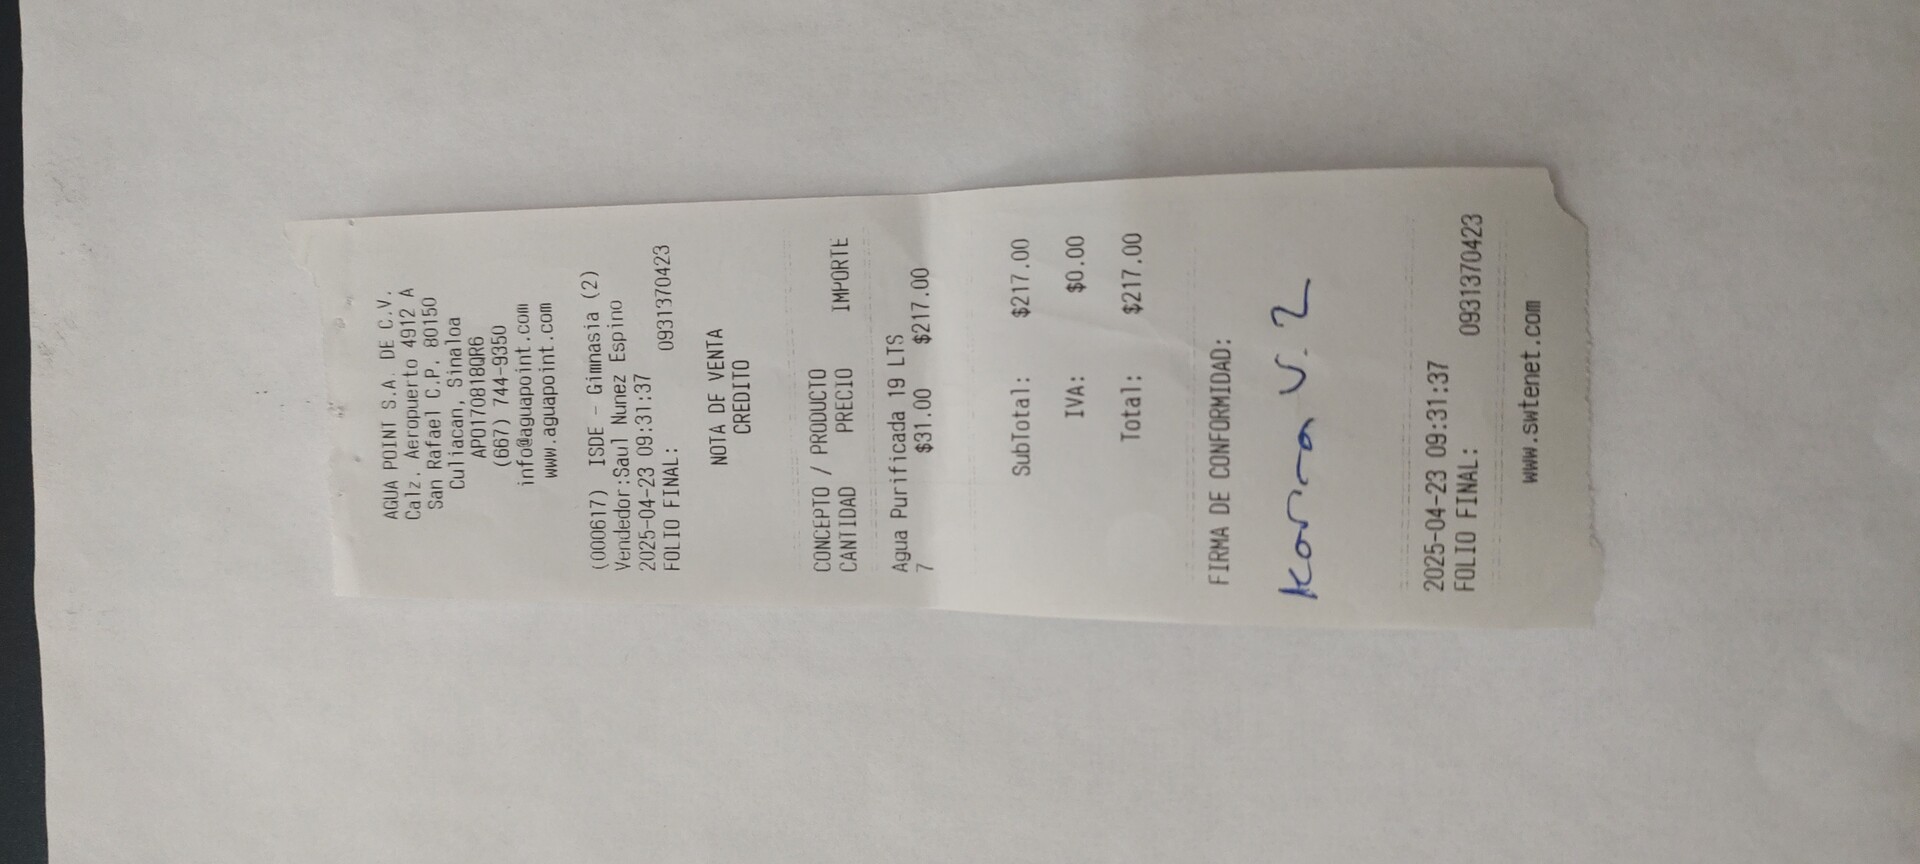 AGUA POINT S.A. DE C.V.
Calz. Aeropuerto 4912 A
San Rafael C.P. 80150
Culiacan, Sinaloa
APO170818QR6
(667) 744-9350
info@aguapoint.com
www.aguapoint.com
(000617) ISDE - Gimnasia (2)
Vendedor:Saul Nunez Espino
2025-04-23 09:31:37
FOLIO FINAL: 0931370423
NOTA DE VENTA
CREDITO
CONCEPTO / PRODUCTO
CANTIDAD PRECIO IMPORTE
Agua Purificada 19 LTS
7 $31.00 $217.00
SubTotal: $217.00
IVA: $0.00
Total: $217.00
FIRMA DE CONFORMIDAD:
Karina V. 2
2025-04-23 09:31:37
FOLIO FINAL: 0931370423
www.swtenet.com